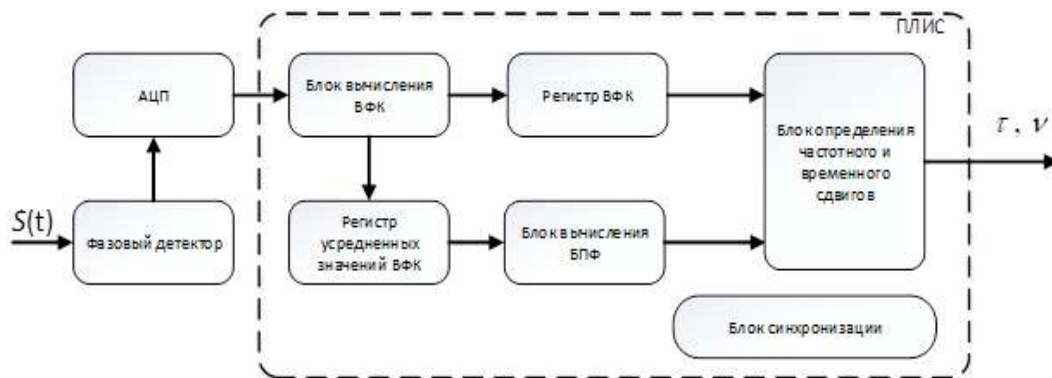 ПЛИС
АЦП
Блок вычисления
ВФК
Регистр ВФК
Блок определения
частотного и
временного
сдвигов
τ , ν
S(t)
Фазовый детектор
Регистр
усредненных
значений ВФК
Блок вычисления
БПФ
Блок синхронизации